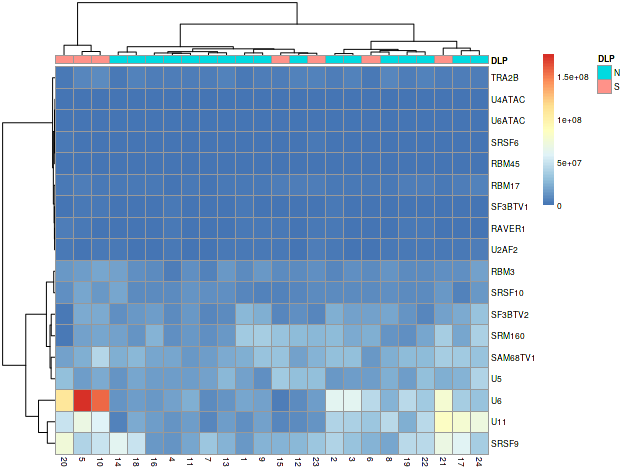 DLP
TRA2B
U4ATAC
U6ATAC
SRSF6
RBM45
RBM17
SF3BTV1
RAVER1
U2AF2
RBM3
SRSF10
SF3BTV2
SRM160
SAM68TV1
U5
U6
U11
SRSF9
20 5 10 14 18 16 4 11 7 13 1 9 15 12 23 2 3 6 8 19 22 21 17 24
1.5e+08
1e+08
5e+07
0
DLP
N
S